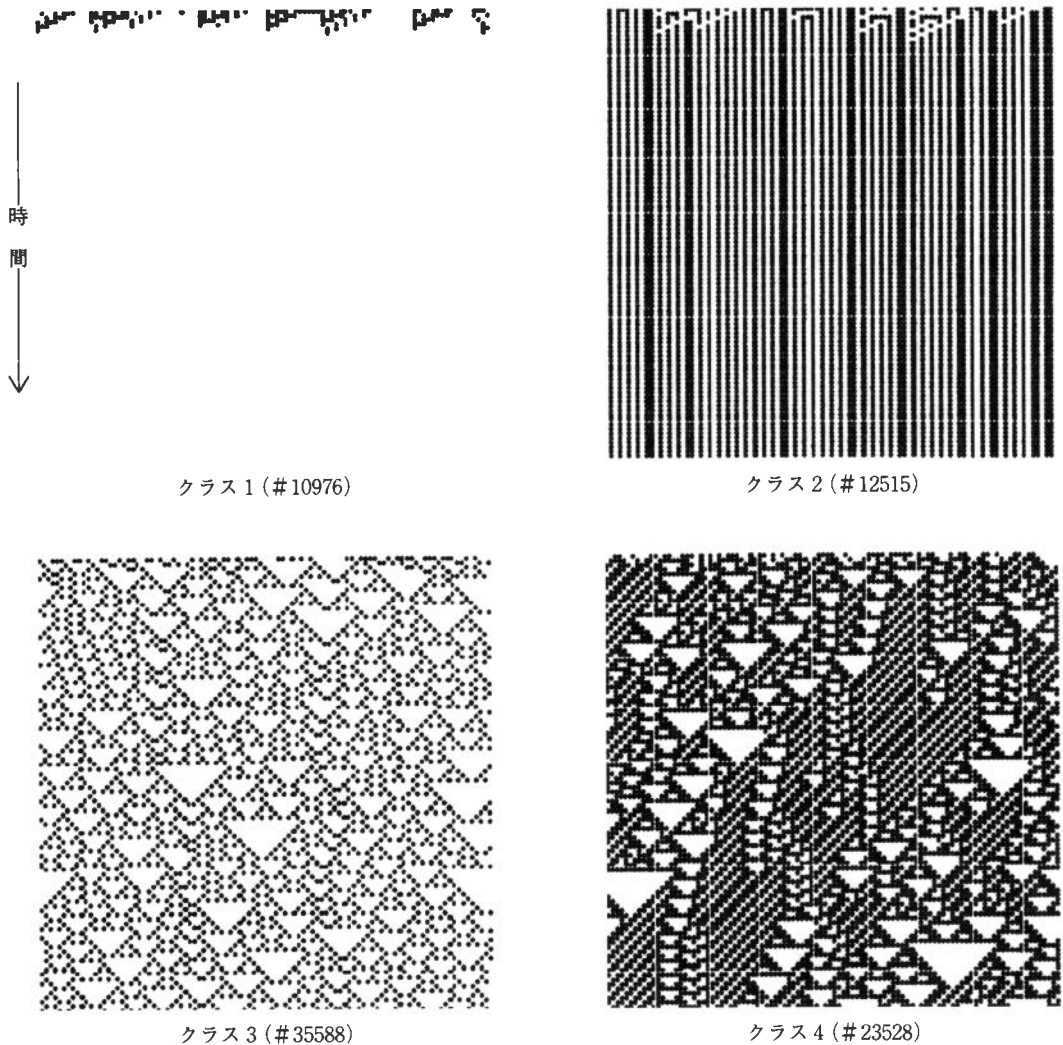 時間
クラス 1 (#10976)
クラス 2 (#12515)
クラス 3 (#35588)
クラス 4 (#23528)